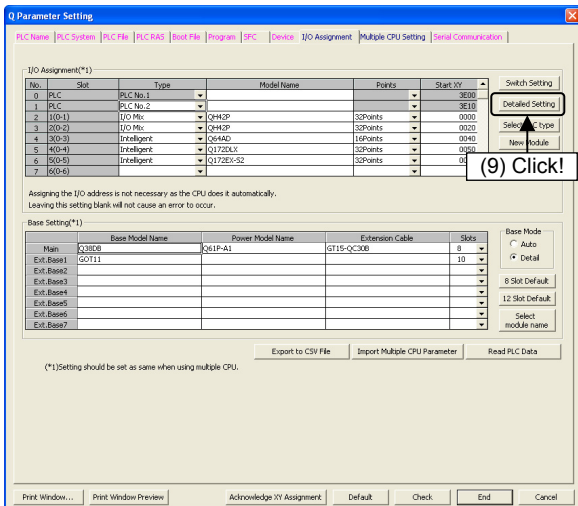 Q Parameter Setting
PLC Name PLC System PLC File PLC RAS Boot File Program SFC Device I/O Assignment Multiple CPU Setting Serial Communication
I/O Assignment(*1)
No. Slot Type Model Name Points Start XY
0 PLC PLC No.1 3E00
1 PLC PLC No.2 3E10
2 1(0-1) I/O Mix QH42P 32Points 0000
3 2(0-2) I/O Mix QH42P 32Points 0020
4 3(0-3) Intelligent Q64AD 16Points 0040
5 4(0-4) Intelligent Q172DLX 32Points 0050
6 5(0-5) Intelligent Q172EX-S2 32Points
7 6(0-6)
Switch Setting
Detailed Setting
Select type
New Module
(9) Click!
Assigning the I/O address is not necessary as the CPU does it automatically.
Leaving this setting blank will not cause an error to occur.
Base Setting(*1)
Base Model Name Power Model Name Extension Cable Slots
Main Q38DB Q61P-A1 GT15-QC30B 8
Ext.Base1 GOT11 10
Ext.Base2
Ext.Base3
Ext.Base4
Ext.Base5
Ext.Base6
Ext.Base7
Base Mode
Auto
Detail
8 Slot Default
12 Slot Default
Select
module name
Export to CSV File Import Multiple CPU Parameter Read PLC Data
(*1)Setting should be set as same when using multiple CPU.
Print Window... Print Window Preview Acknowledge XY Assignment Default Check End Cancel